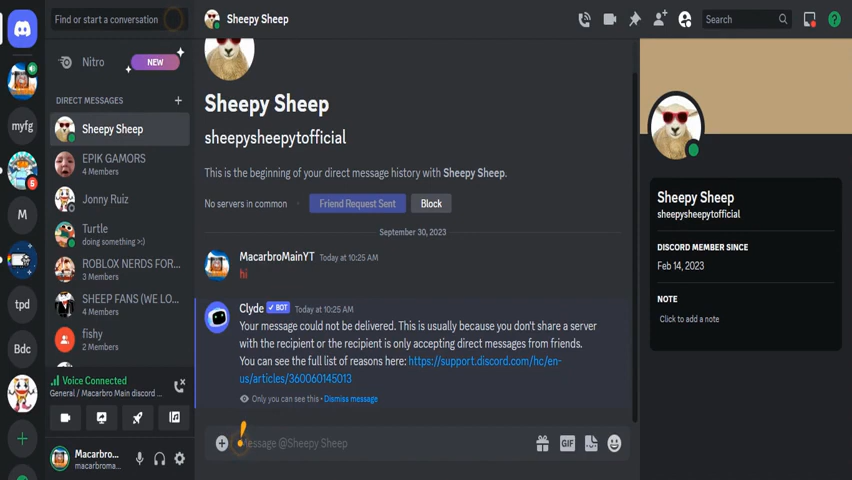 Find or start a conversation
Sheepy Sheep
Search
Nitro
NEW
DIRECT MESSAGES
Sheepy Sheep
EPIK GAMORS
4 Members
Jonny Ruiz
Turtle
doing something >:)
ROBLOX NERDS FOR...
3 Members
SHEEP FANS (WE LO...
4 Members
fishy
2 Members
Voice Connected
General / Macarbro Main discord ...
Macarbro...
macarbroma...
myfg
5
M
tpd
Bdc
Sheepy Sheep
sheepysheepytofficial
This is the beginning of your direct message history with Sheepy Sheep.
No servers in common
Friend Request Sent
Block
September 30, 2023
MacarbroMainYT Today at 10:25 AM
hi
Clyde BOT Today at 10:25 AM
Your message could not be delivered. This is usually because you don't share a server
with the recipient or the recipient is only accepting direct messages from friends.
You can see the full list of reasons here: https://support.discord.com/hc/en-
us/articles/360060145013
Only you can see this • Dismiss message
Message @Sheepy Sheep
GIF
Sheepy Sheep
sheepysheepytofficial
DISCORD MEMBER SINCE
Feb 14, 2023
NOTE
Click to add a note